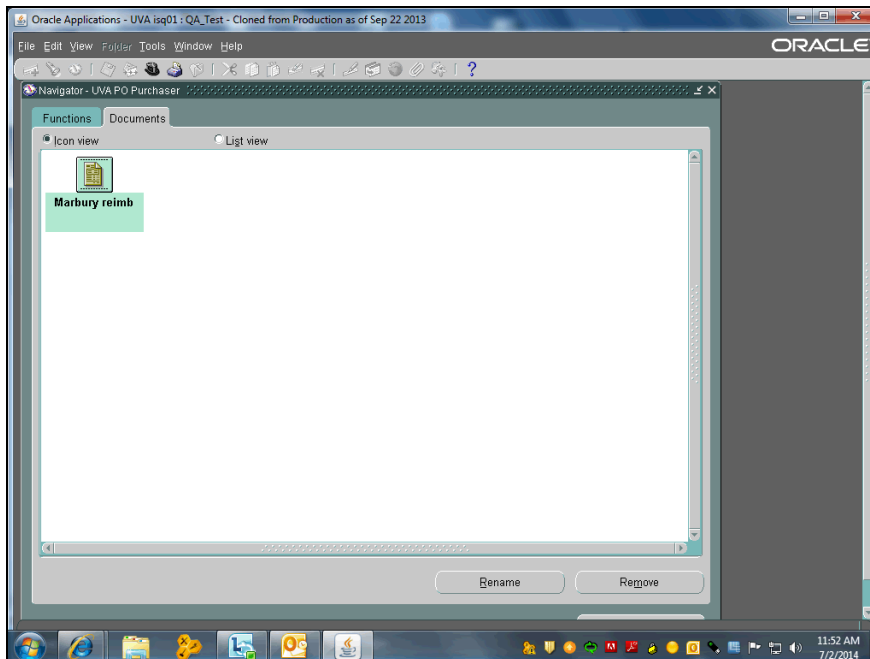 Oracle Applications - UVA isq01 : QA_Test - Cloned from Production as of Sep 22 2013
File Edit View Folder Tools Window Help
ORACLE
Navigator - UVA PO Purchaser
Functions Documents
Icon view List view
Marbury reimb
Rename Remove
11:52 AM
7/2/2014